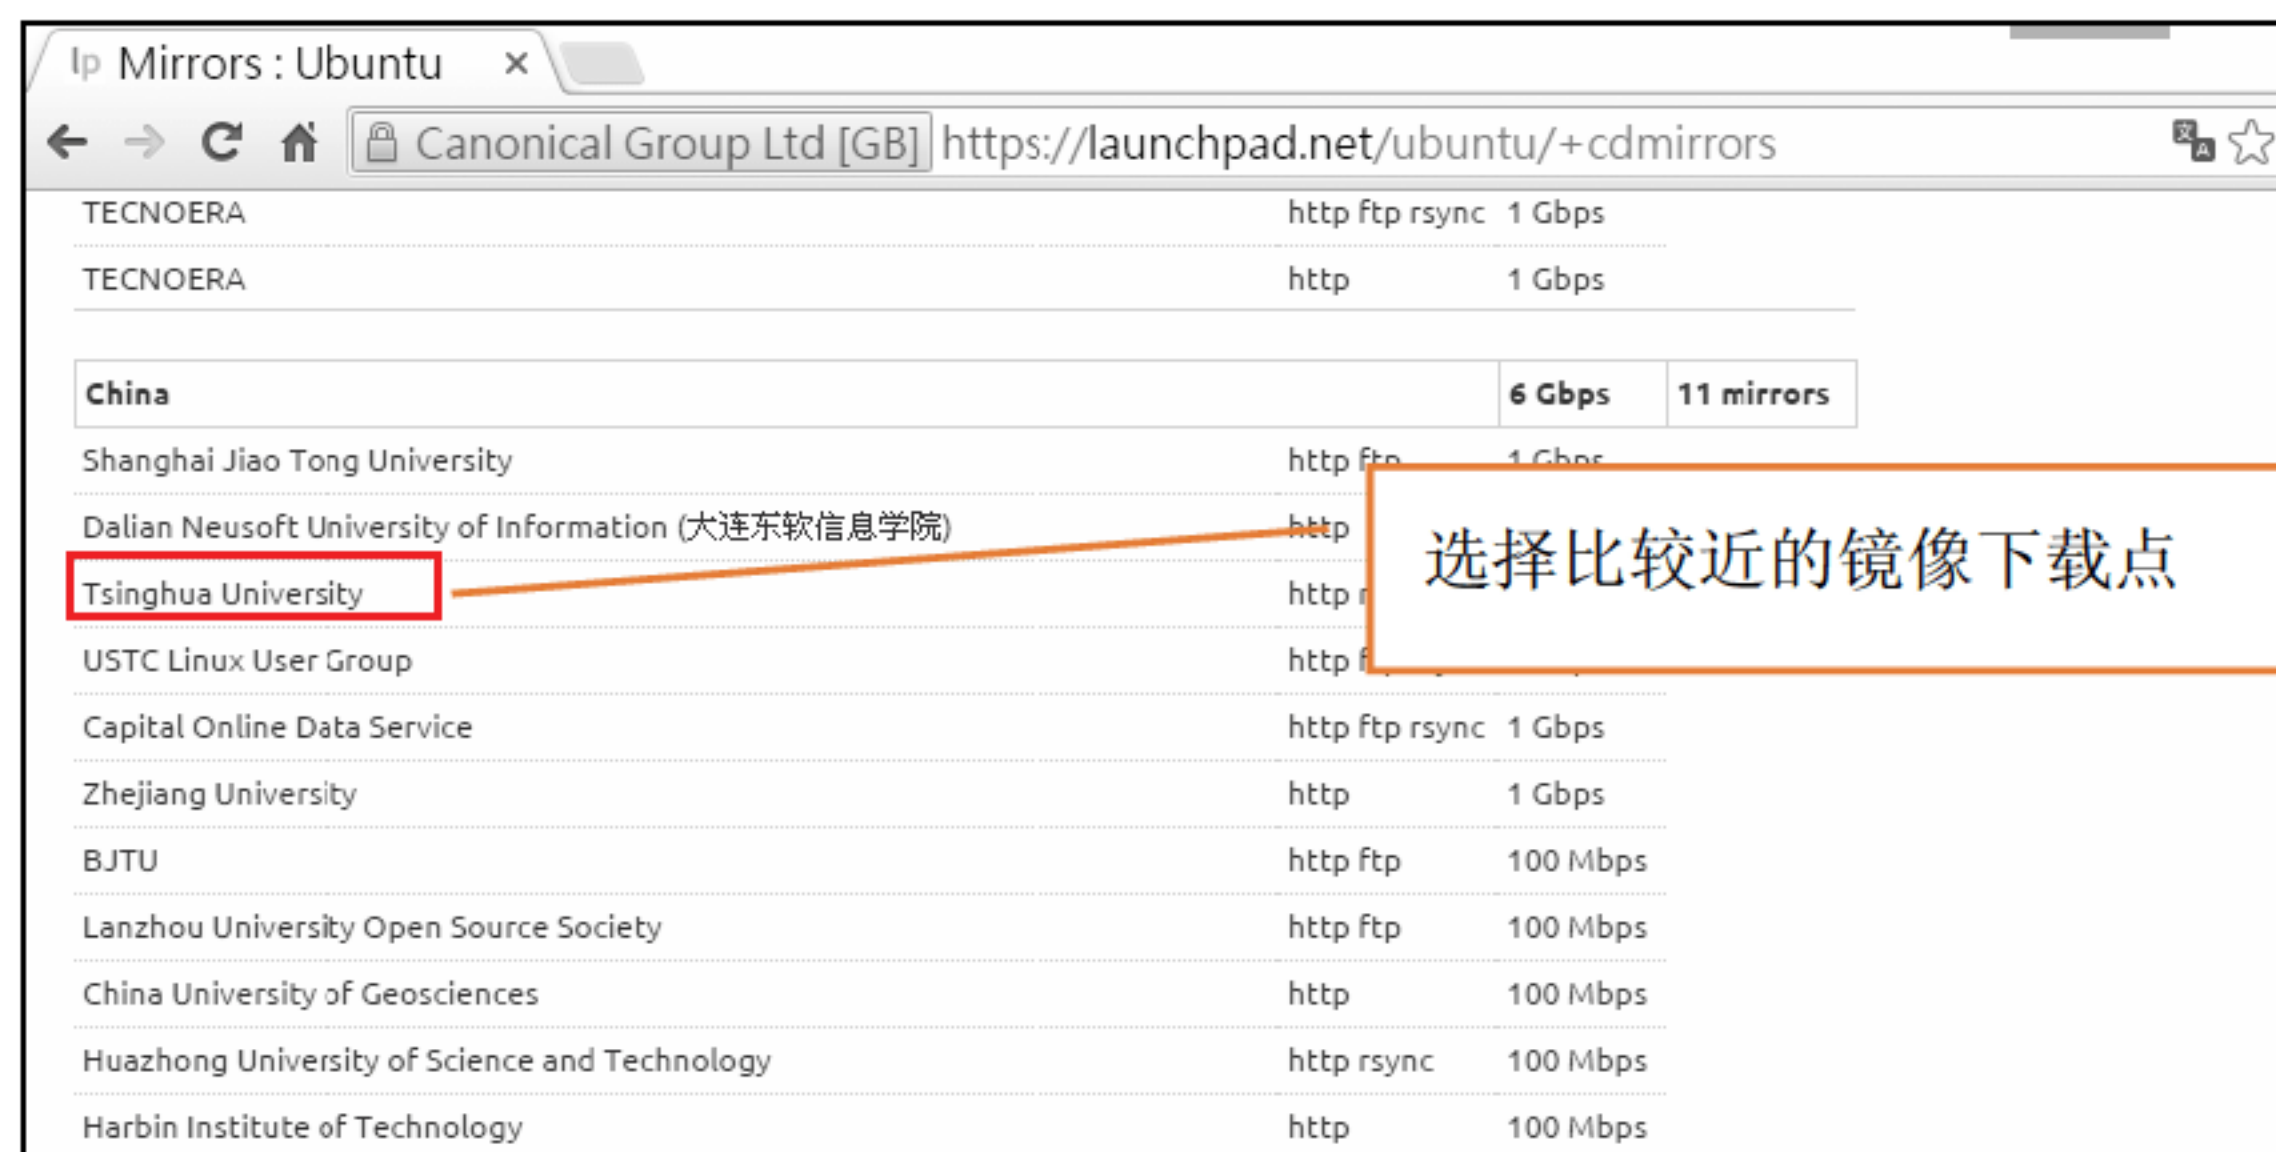 lp Mirrors : Ubuntu ×
Canonical Group Ltd [GB] https://launchpad.net/ubuntu/+cdmirrors
TECNOERA http ftp rsync 1 Gbps
TECNOERA http 1 Gbps
China 6 Gbps 11 mirrors
Shanghai Jiao Tong University http ftp 1 Gbps
Dalian Neusoft University of Information (大连东软信息学院) http
Tsinghua University http
选择比较近的镜像下载点
USTC Linux User Group http
Capital Online Data Service http ftp rsync 1 Gbps
Zhejiang University http 1 Gbps
BJTU http ftp 100 Mbps
Lanzhou University Open Source Society http ftp 100 Mbps
China University of Geosciences http 100 Mbps
Huazhong University of Science and Technology http rsync 100 Mbps
Harbin Institute of Technology http 100 Mbps